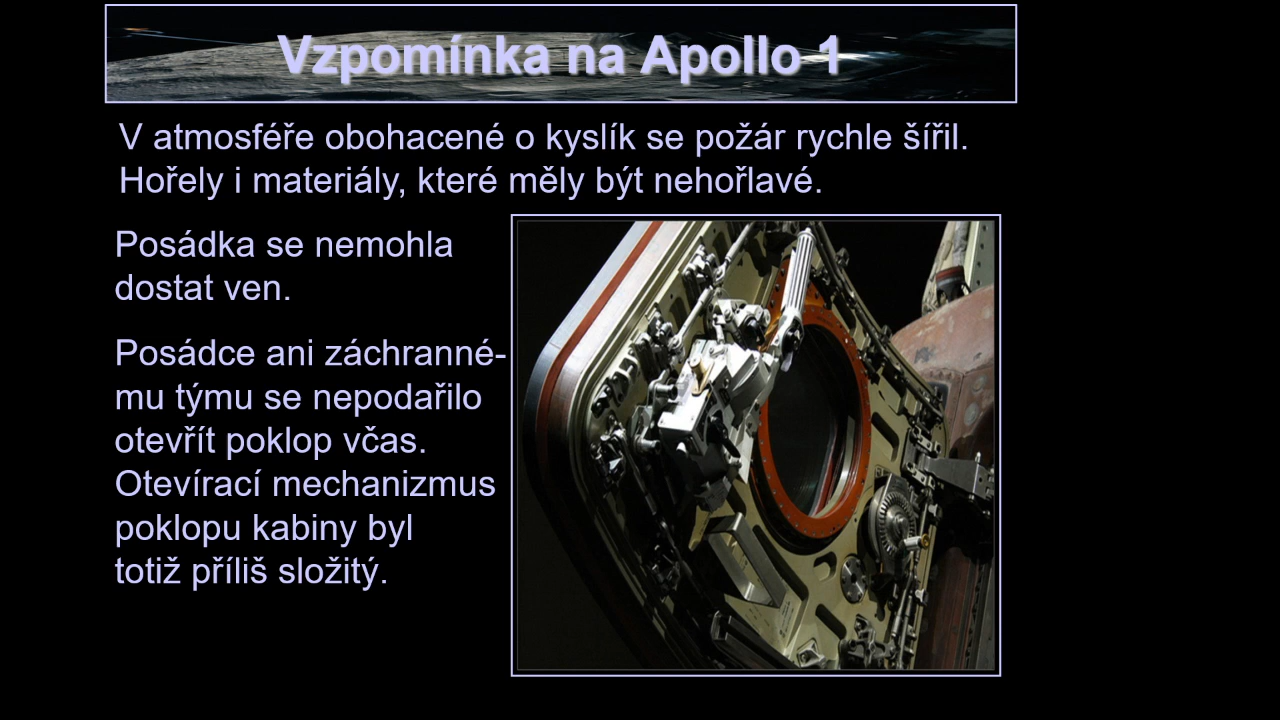 Vzpomínka na Apollo 1
V atmosféře obohacené o kyslík se požár rychle šířil.
Hořely i materiály, které měly být nehořlavé.
Posádka se nemohla
dostat ven.
Posádce ani záchranné-
mu týmu se nepodařilo
otevřít poklop včas.
Otevírací mechanizmus
poklopu kabiny byl
totiž příliš složitý.